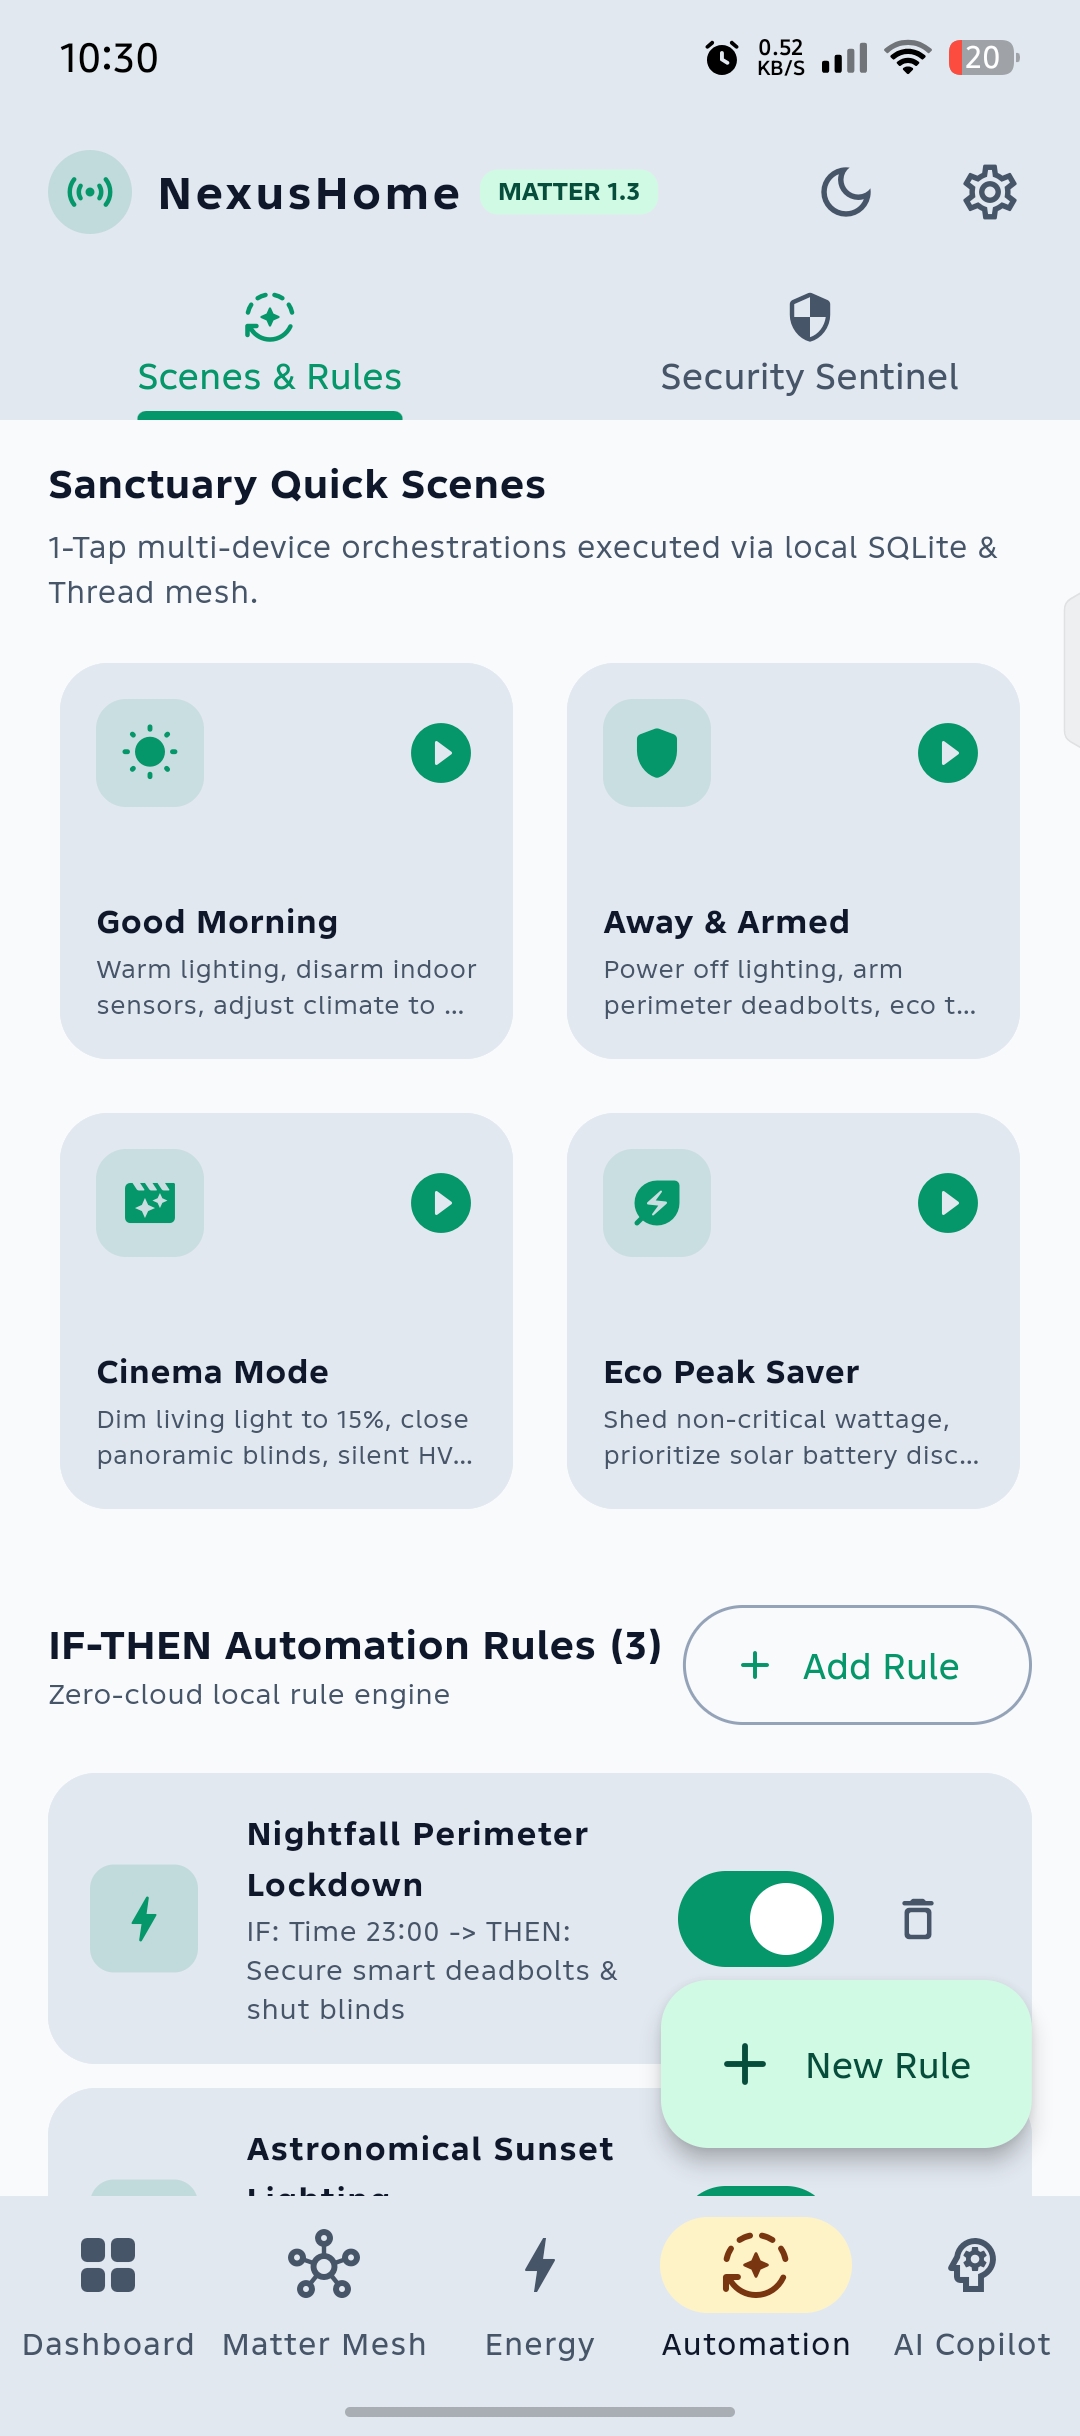 10:30
0.52
KB/S
20
NexusHome
MATTER 1.3
Scenes & Rules
Security Sentinel
Sanctuary Quick Scenes
1-Tap multi-device orchestrations executed via local SQLite &
Thread mesh.
Good Morning
Warm lighting, disarm indoor
sensors, adjust climate to ...
Away & Armed
Power off lighting, arm
perimeter deadbolts, eco t...
Cinema Mode
Dim living light to 15%, close
panoramic blinds, silent HV...
Eco Peak Saver
Shed non-critical wattage,
prioritize solar battery disc...
IF-THEN Automation Rules (3)
Zero-cloud local rule engine
Add Rule
Nightfall Perimeter
Lockdown
IF: Time 23:00 -> THEN:
Secure smart deadbolts &
shut blinds
New Rule
Astronomical Sunset
Lighting
Dashboard
Matter Mesh
Energy
Automation
AI Copilot